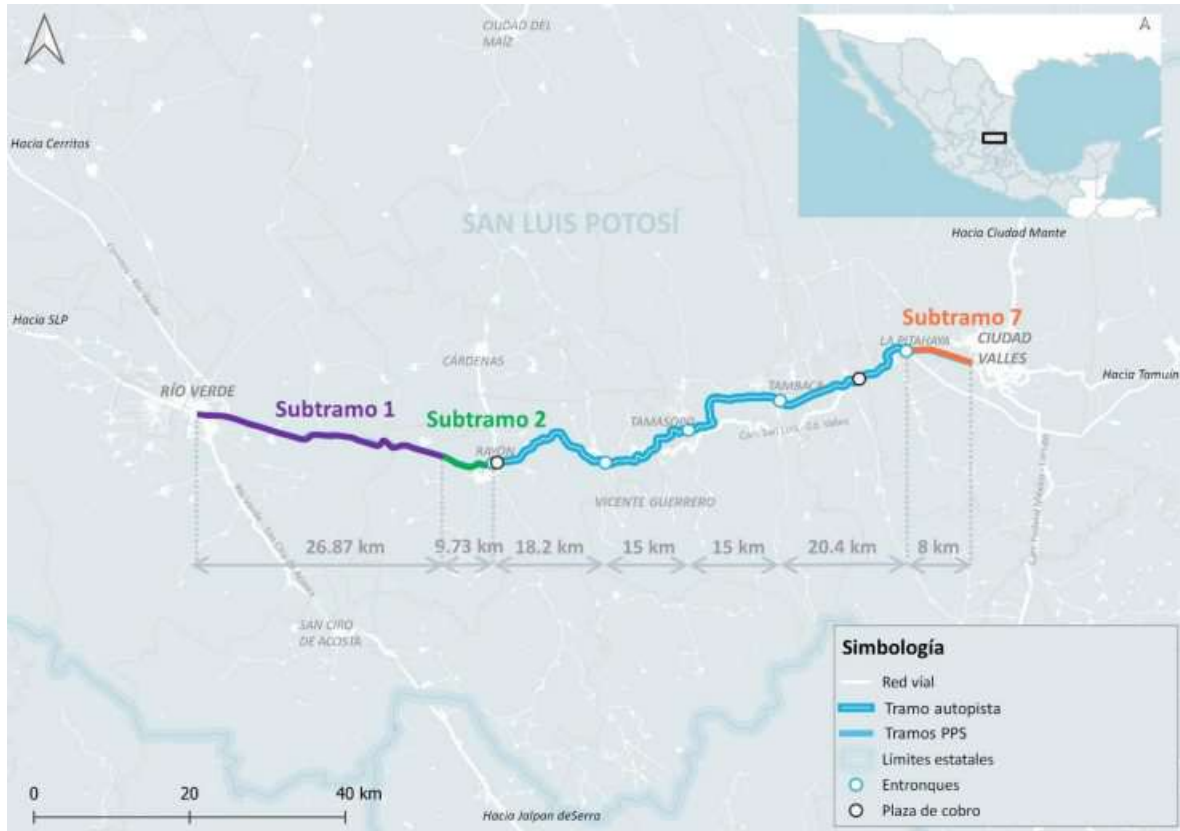 CIUDAD DEL
MAÍZ
A
Hacia Cerritos
SAN LUIS POTOSÍ
Hacia Ciudad Mante
Hacia SLP
Subtramo 7
LA PITAHAYA
CIUDAD
VALLES
CÁRDENAS
Hacia Tamuin
RÍO VERDE
TAMBACA
Subtramo 1
Subtramo 2
TAMASOPO
RAYÓN
VICENTE GUERRERO
26.87 km
9.73 km
18.2 km
15 km
15 km
20.4 km
8 km
SAN CIRO
DE ACOSTA
Simbología
Red vial
Tramo autopista
Tramos PPS
Límites estatales
Entronques
Plaza de cobro
0
20
40 km
Hacia Jalpan deSerra